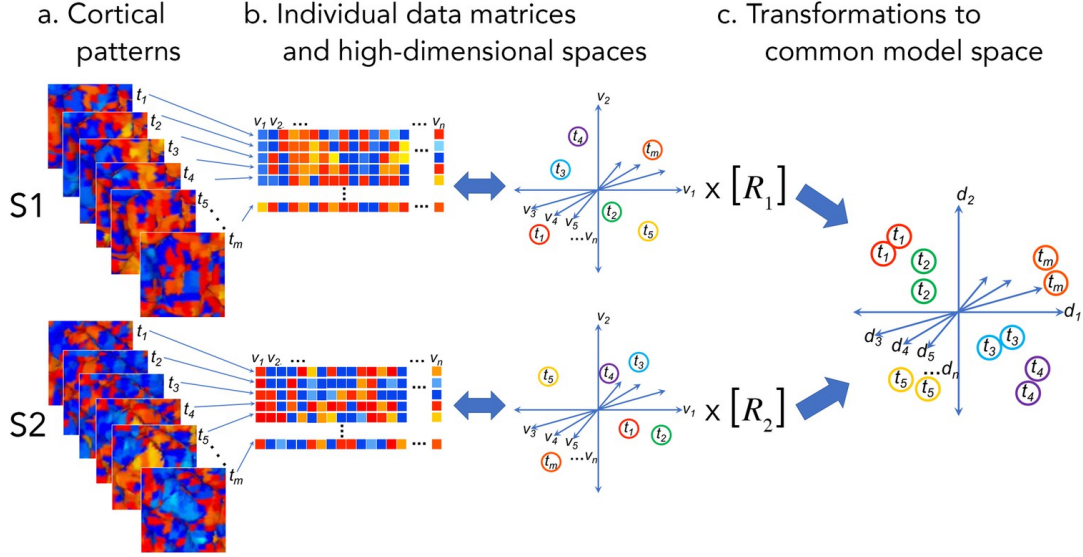 a. Cortical
patterns
b. Individual data matrices
and high-dimensional spaces
c. Transformations to
common model space
S1
t1
t2
t3
t4
t5
tm
v1 v2 ... vn
...
v2
t4
tm
t3
v1
v3
v4
v5
...vn
t2
t1
t5
x [R1]
S2
t1
t2
t3
t4
t5
tm
v1 v2 ... vn
...
v2
t5
t4
t3
v1
v3
v4
v5
...vn
t1
t2
tm
x [R2]
d2
t1
t1
t2
t2
tm
tm
d1
d3
d4
d5
...dn
t3
t3
t4
t4
t5
t5